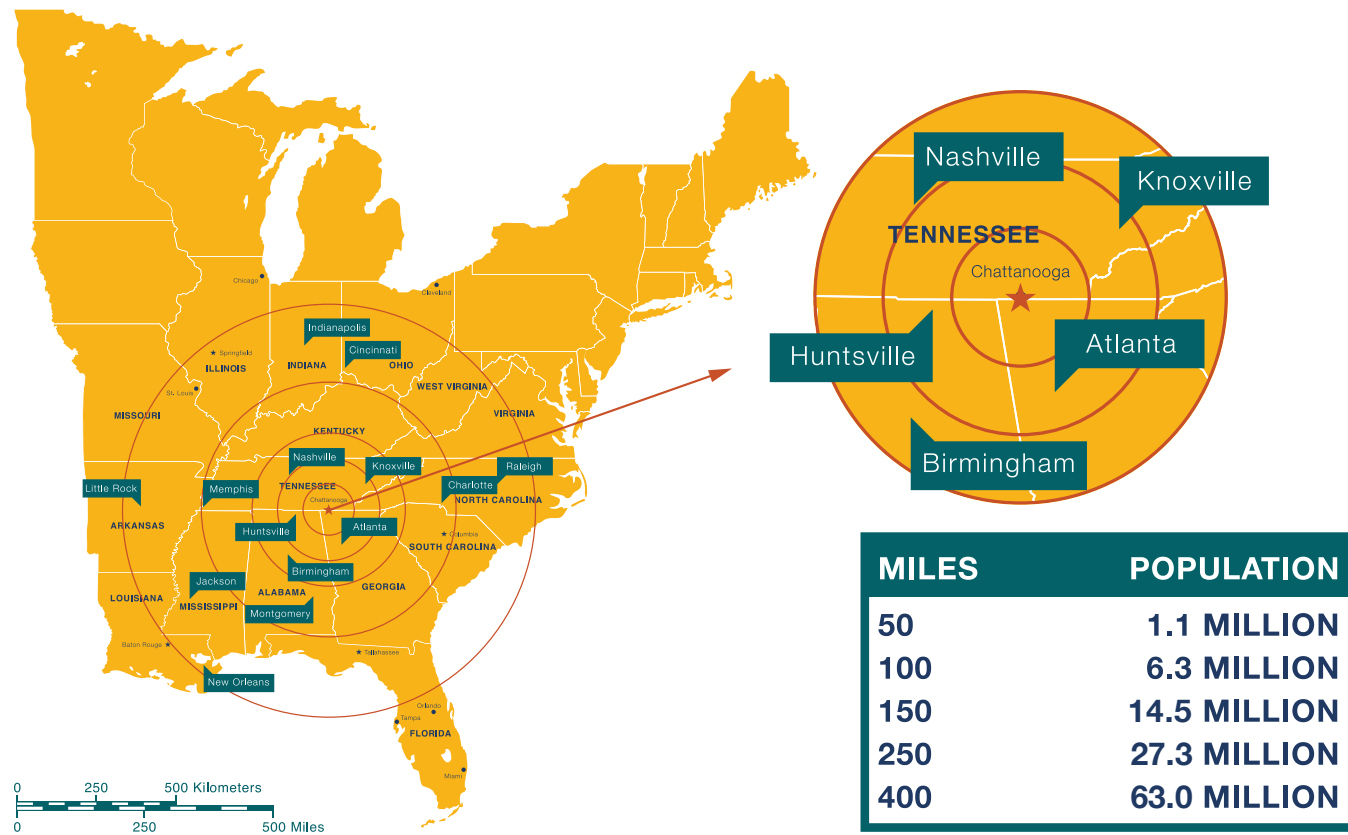 Chicago
Cleveland
Indianapolis
Cincinnati
Springfield
ILLINOIS
INDIANA
OHIO
WEST VIRGINIA
St. Louis
MISSOURI
VIRGINIA
KENTUCKY
Nashville
Knoxville
Raleigh
Little Rock
Memphis
TENNESSEE
Charlotte
Chattanooga
NORTH CAROLINA
ARKANSAS
Huntsville
Atlanta
Columbia
SOUTH CAROLINA
Birmingham
Jackson
GEORGIA
ALABAMA
LOUISIANA
MISSISSIPPI
Montgomery
Baton Rouge
Tallahassee
New Orleans
Orlando
Tampa
FLORIDA
Miami
0 250 500 Kilometers
0 250 500 Miles
Nashville
Knoxville
TENNESSEE
Chattanooga
Huntsville
Atlanta
Birmingham
MILES POPULATION
50 1.1 MILLION
100 6.3 MILLION
150 14.5 MILLION
250 27.3 MILLION
400 63.0 MILLION